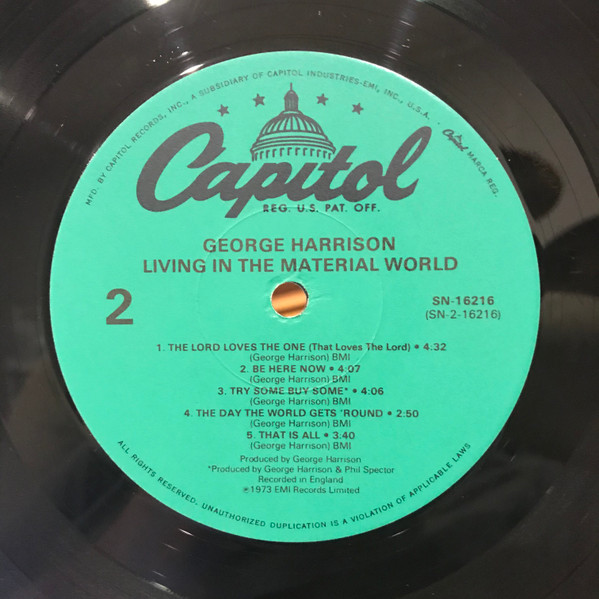 MFD. BY CAPITOL RECORDS, INC., A SUBSIDIARY OF CAPITOL INDUSTRIES-EMI, INC., U.S.A.
Capitol MARCA REG.
Capitol
REG. U.S. PAT. OFF.
GEORGE HARRISON
LIVING IN THE MATERIAL WORLD
2
SN-16216
(SN-2-16216)
1. THE LORD LOVES THE ONE (That Loves The Lord) • 4:32
(George Harrison) BMI
2. BE HERE NOW • 4:07
(George Harrison) BMI
3. TRY SOME BUY SOME* • 4:06
(George Harrison) BMI
4. THE DAY THE WORLD GETS 'ROUND • 2:50
(George Harrison) BMI
5. THAT IS ALL • 3:40
(George Harrison) BMI
Produced by George Harrison
*Produced by George Harrison & Phil Spector
Recorded in England
℗1973 EMI Records Limited
ALL RIGHTS RESERVED. UNAUTHORIZED DUPLICATION IS A VIOLATION OF APPLICABLE LAWS